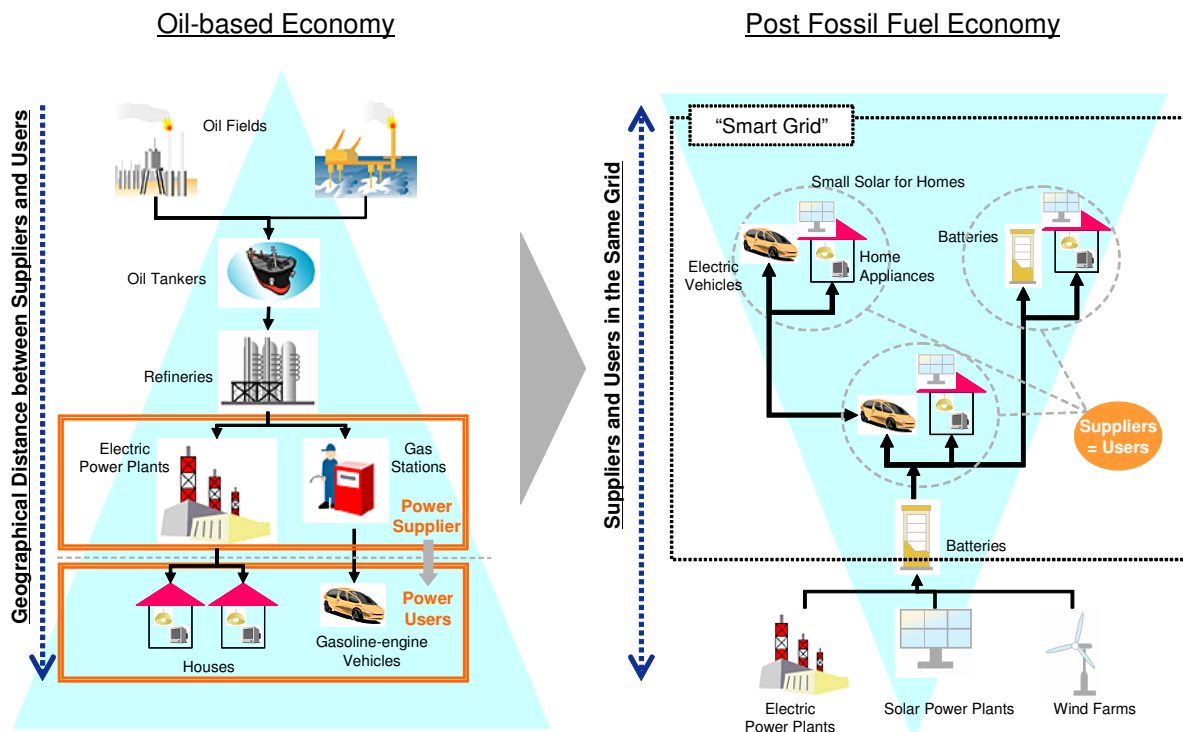 Oil-based Economy
Geographical Distance between Suppliers and Users
Oil Fields
Oil Tankers
Refineries
Electric
Power Plants
Gas
Stations
Power
Supplier
Power
Users
Houses
Gasoline-engine
Vehicles
Post Fossil Fuel Economy
Suppliers and Users in the Same Grid
“Smart Grid”
Small Solar for Homes
Batteries
Electric
Vehicles
Home
Appliances
Suppliers
= Users
Batteries
Electric
Power Plants
Solar Power Plants
Wind Farms